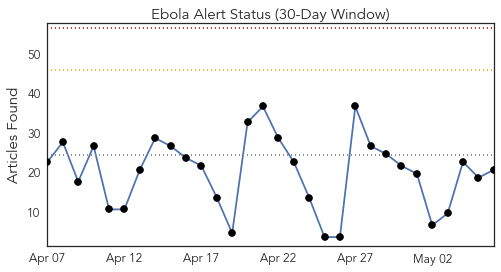 Ebola Alert Status (30-Day Window)
Articles Found
50
40
30
20
10
Apr 07
Apr 12
Apr 17
Apr 22
Apr 27
May 02